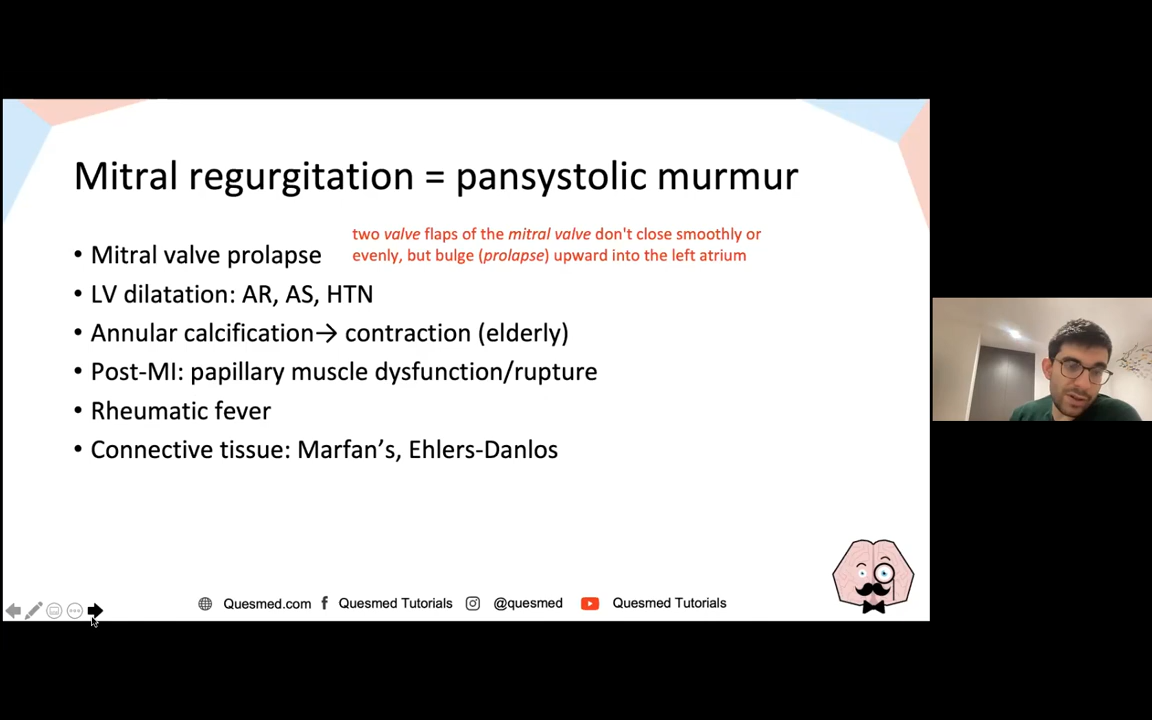 Mitral regurgitation = pansystolic murmur
two valve flaps of the mitral valve don't close smoothly or
evenly, but bulge (prolapse) upward into the left atrium
• Mitral valve prolapse
• LV dilatation: AR, AS, HTN
• Annular calcification→ contraction (elderly)
• Post-MI: papillary muscle dysfunction/rupture
• Rheumatic fever
• Connective tissue: Marfan’s, Ehlers-Danlos
Quesmed.com f Quesmed Tutorials @quesmed Quesmed Tutorials